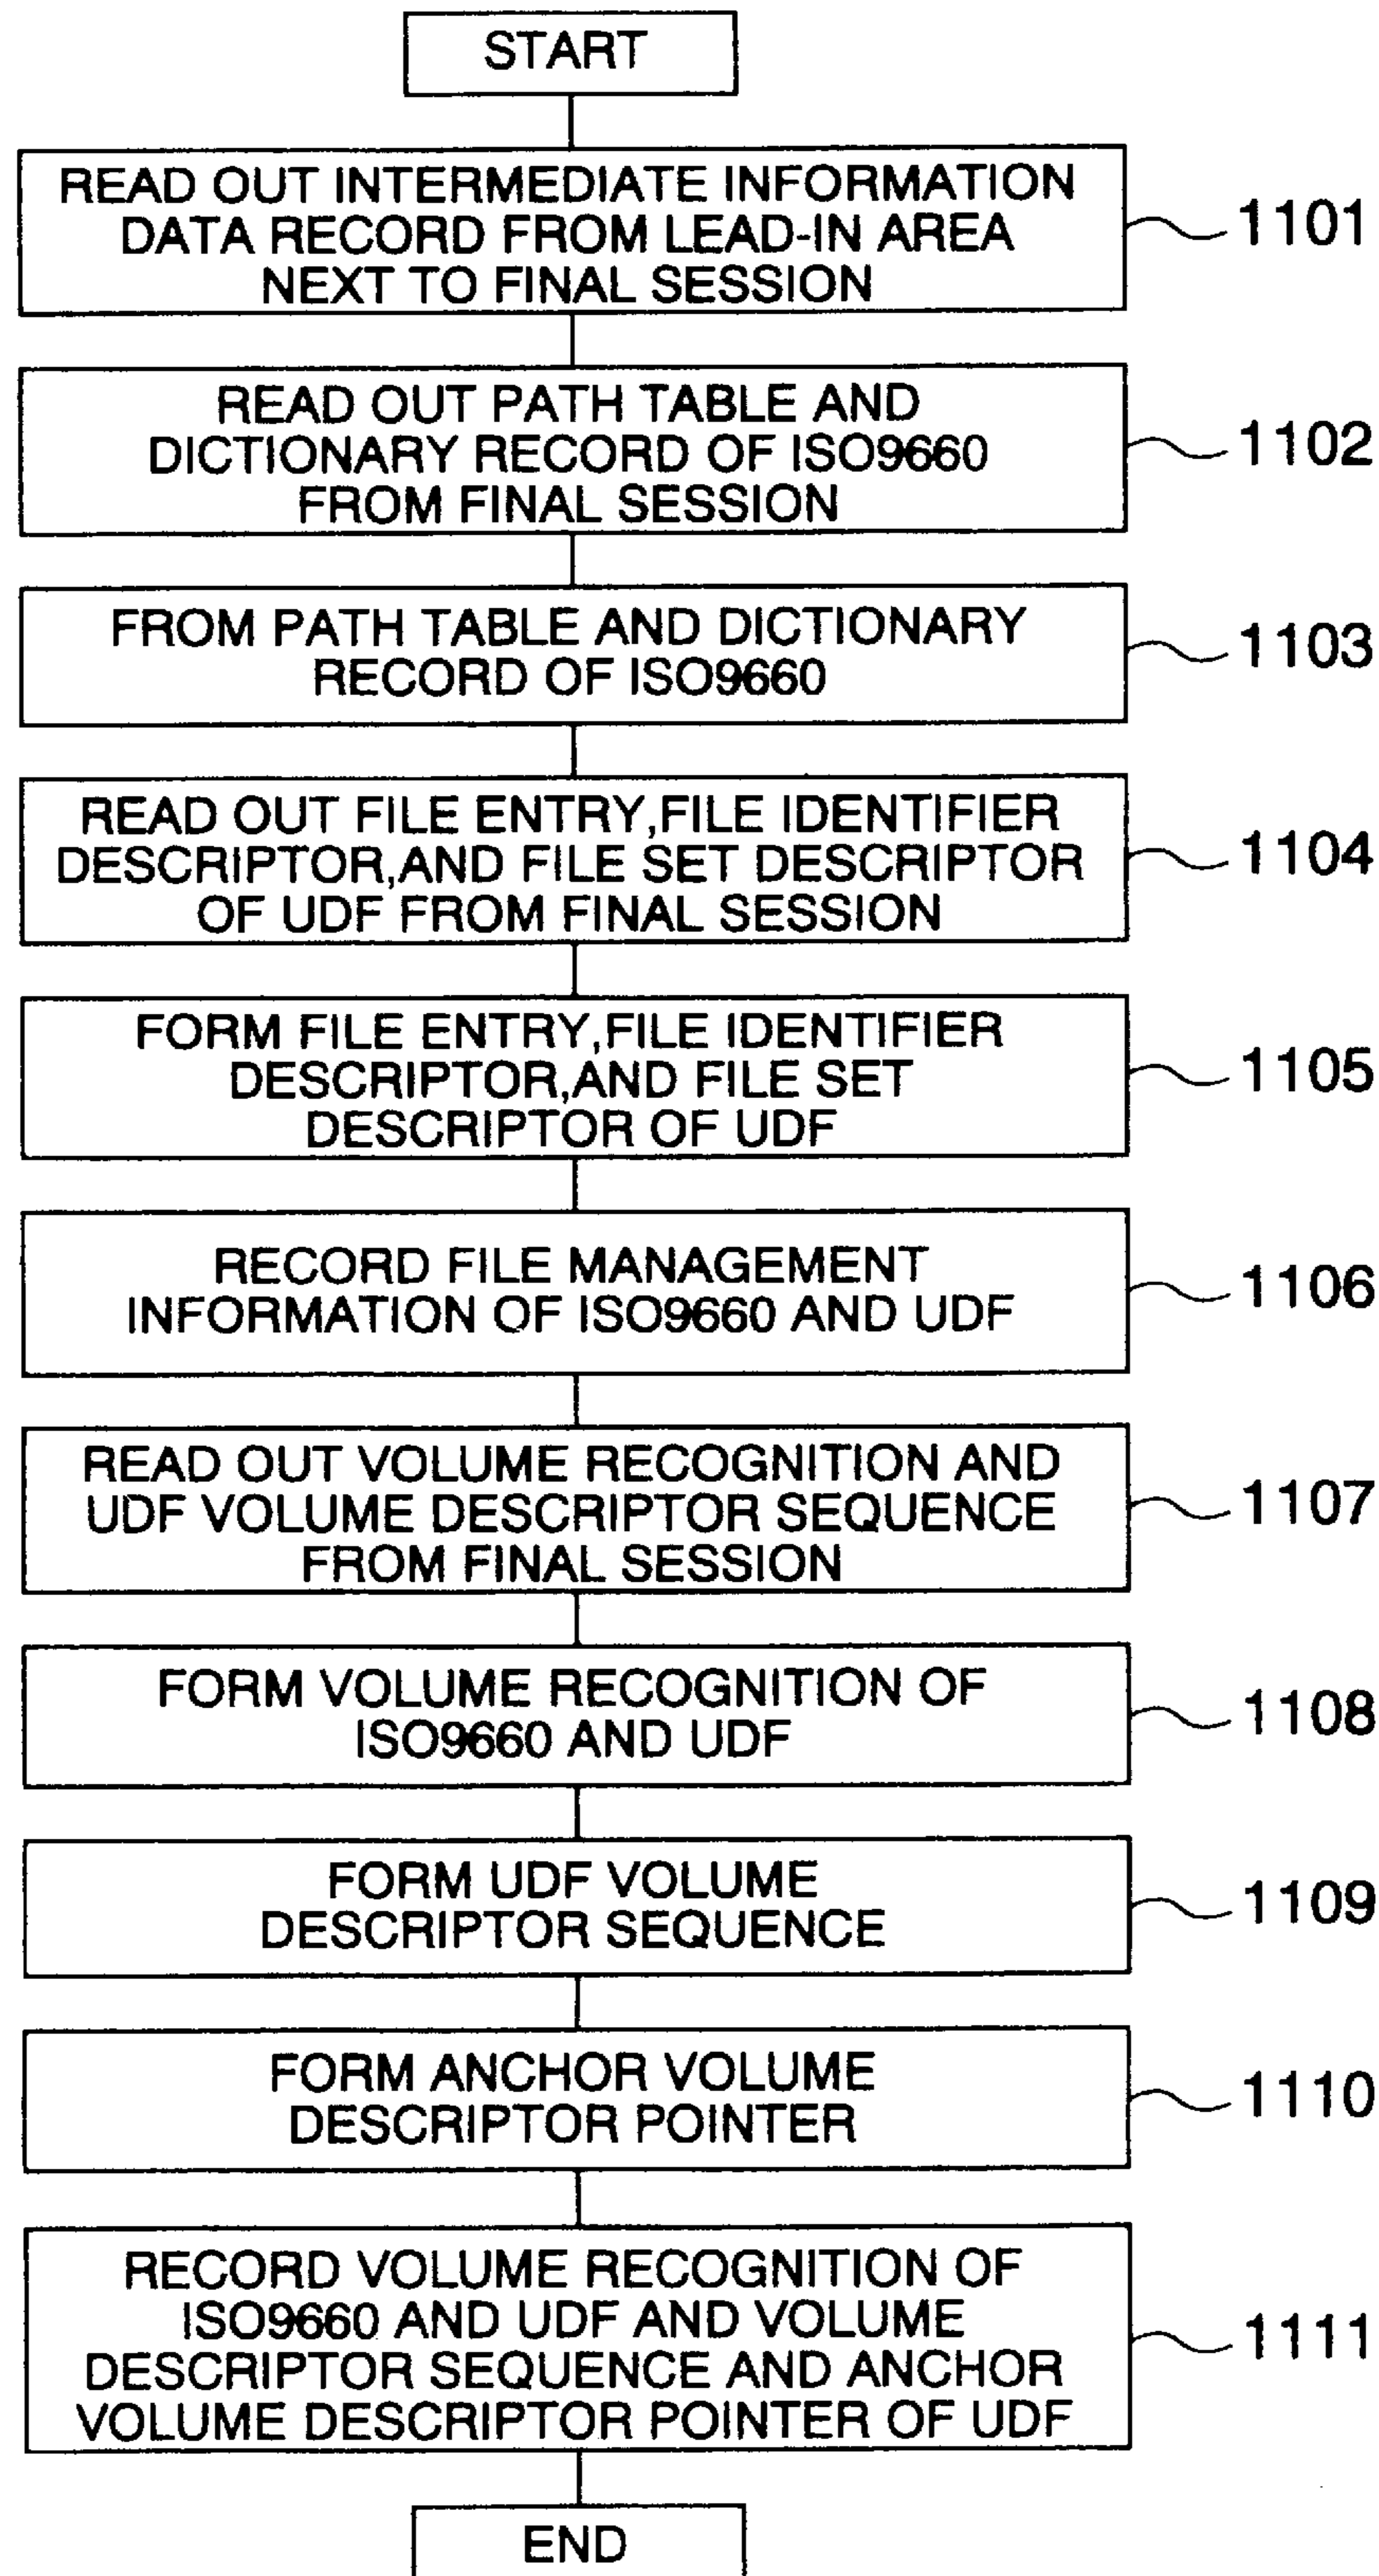 START
READ OUT INTERMEDIATE INFORMATION
DATA RECORD FROM LEAD-IN AREA
NEXT TO FINAL SESSION
1101
READ OUT PATH TABLE AND
DICTIONARY RECORD OF ISO9660
FROM FINAL SESSION
1102
FROM PATH TABLE AND DICTIONARY
RECORD OF ISO9660
1103
READ OUT FILE ENTRY,FILE IDENTIFIER
DESCRIPTOR,AND FILE SET DESCRIPTOR
OF UDF FROM FINAL SESSION
1104
FORM FILE ENTRY,FILE IDENTIFIER
DESCRIPTOR,AND FILE SET
DESCRIPTOR OF UDF
1105
RECORD FILE MANAGEMENT
INFORMATION OF ISO9660 AND UDF
1106
READ OUT VOLUME RECOGNITION AND
UDF VOLUME DESCRIPTOR SEQUENCE
FROM FINAL SESSION
1107
FORM VOLUME RECOGNITION OF
ISO9660 AND UDF
1108
FORM UDF VOLUME
DESCRIPTOR SEQUENCE
1109
FORM ANCHOR VOLUME
DESCRIPTOR POINTER
1110
RECORD VOLUME RECOGNITION OF
ISO9660 AND UDF AND VOLUME
DESCRIPTOR SEQUENCE AND ANCHOR
VOLUME DESCRIPTOR POINTER OF UDF
1111
END